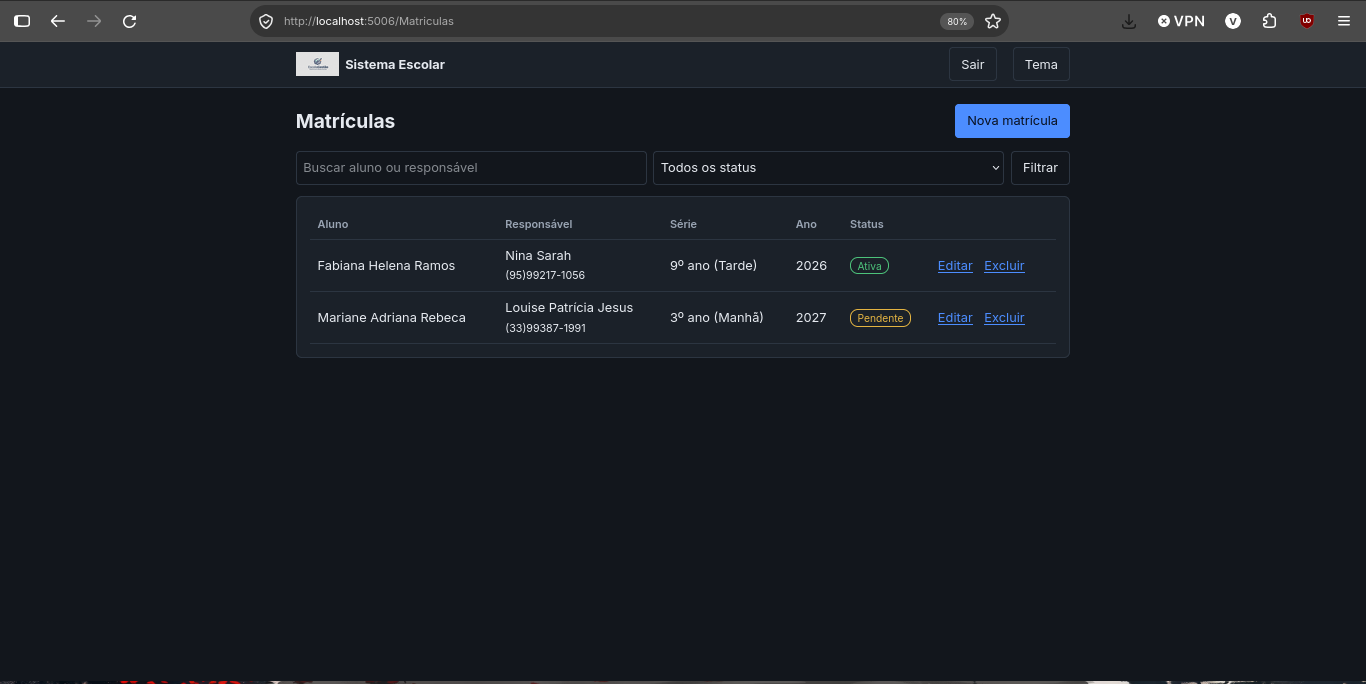 http://localhost:5006/Matriculas
80%
VPN
Sistema Escolar
Sair
Tema
Matrículas
Nova matrícula
Buscar aluno ou responsável
Todos os status
Filtrar
Aluno Responsável Série Ano Status
Fabiana Helena Ramos
Nina Sarah
(95)99217-1056
9º ano (Tarde) 2026 Ativa Editar Excluir
Mariane Adriana Rebeca
Louise Patrícia Jesus
(33)99387-1991
3º ano (Manhã) 2027 Pendente Editar Excluir